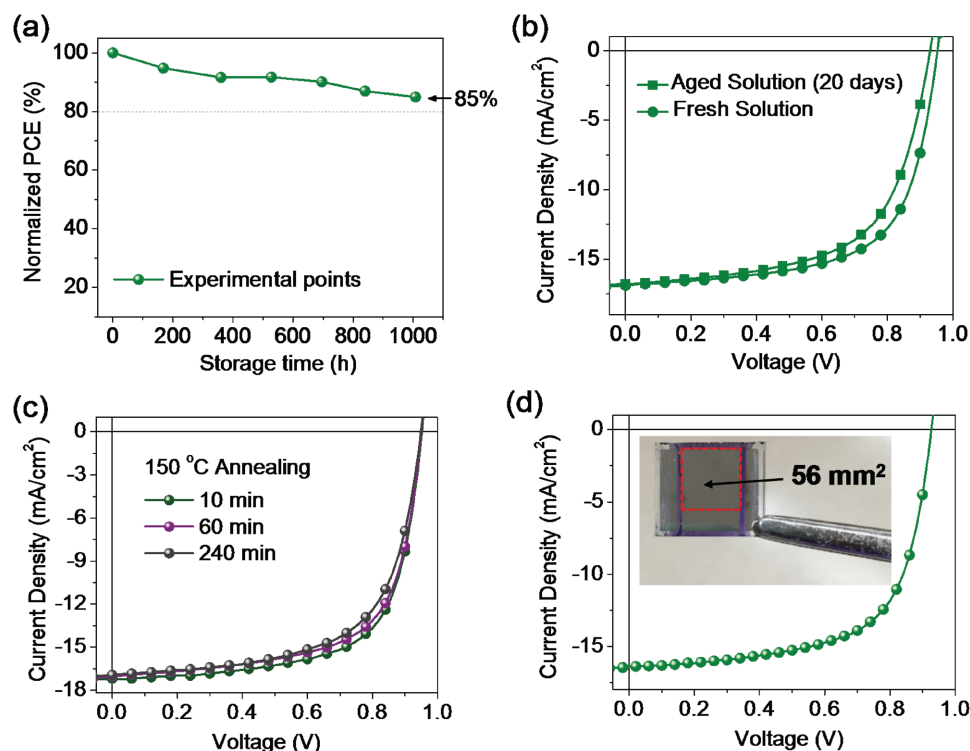 (a)
Normalized PCE (%)
100
80
60
40
20
85%
Experimental points
0 200 400 600 800 1000
Storage time (h)
(b)
Current Density (mA/cm²)
0
-5
-10
-15
Aged Solution (20 days)
Fresh Solution
0.0 0.2 0.4 0.6 0.8 1.0
Voltage (V)
(c)
Current Density (mA/cm²)
0
-3
-6
-9
-12
-15
-18
150 °C Annealing
10 min
60 min
240 min
0.0 0.2 0.4 0.6 0.8 1.0
Voltage (V)
(d)
Current Density (mA/cm²)
0
-5
-10
-15
56 mm²
0.0 0.2 0.4 0.6 0.8 1.0
Voltage (V)